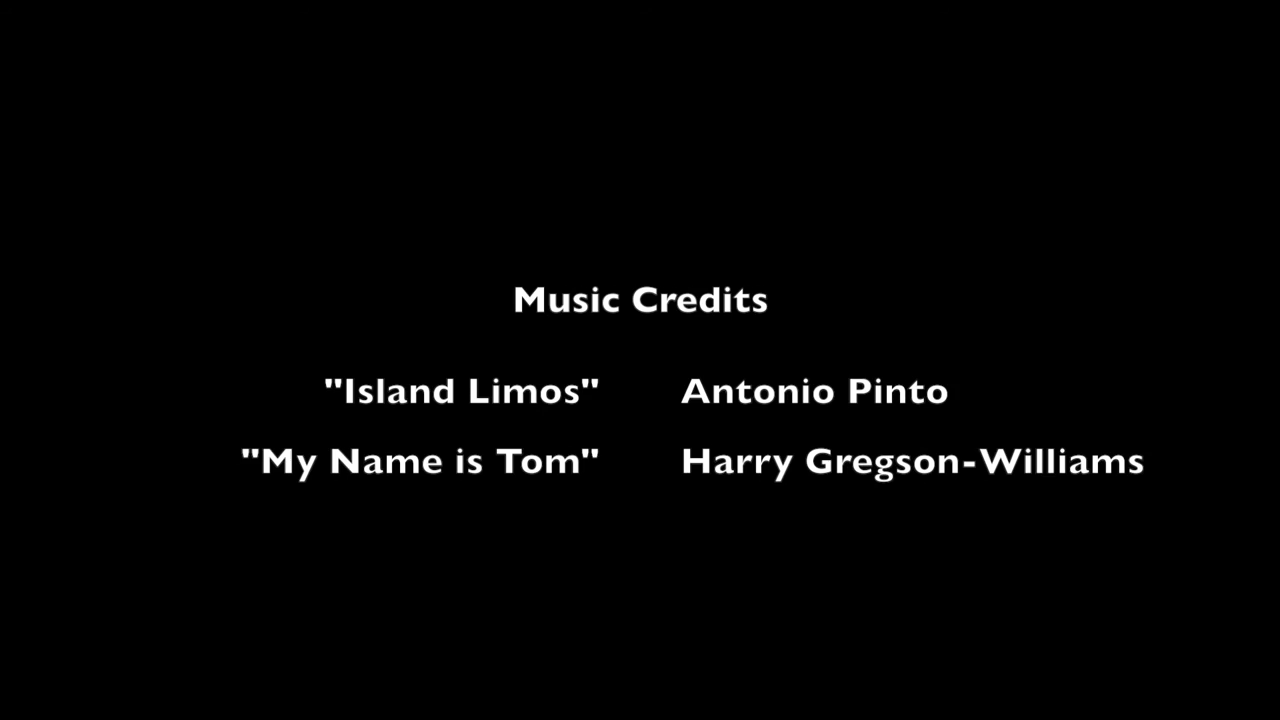 Music Credits
"Island Limos" Antonio Pinto
"My Name is Tom" Harry Gregson-Williams